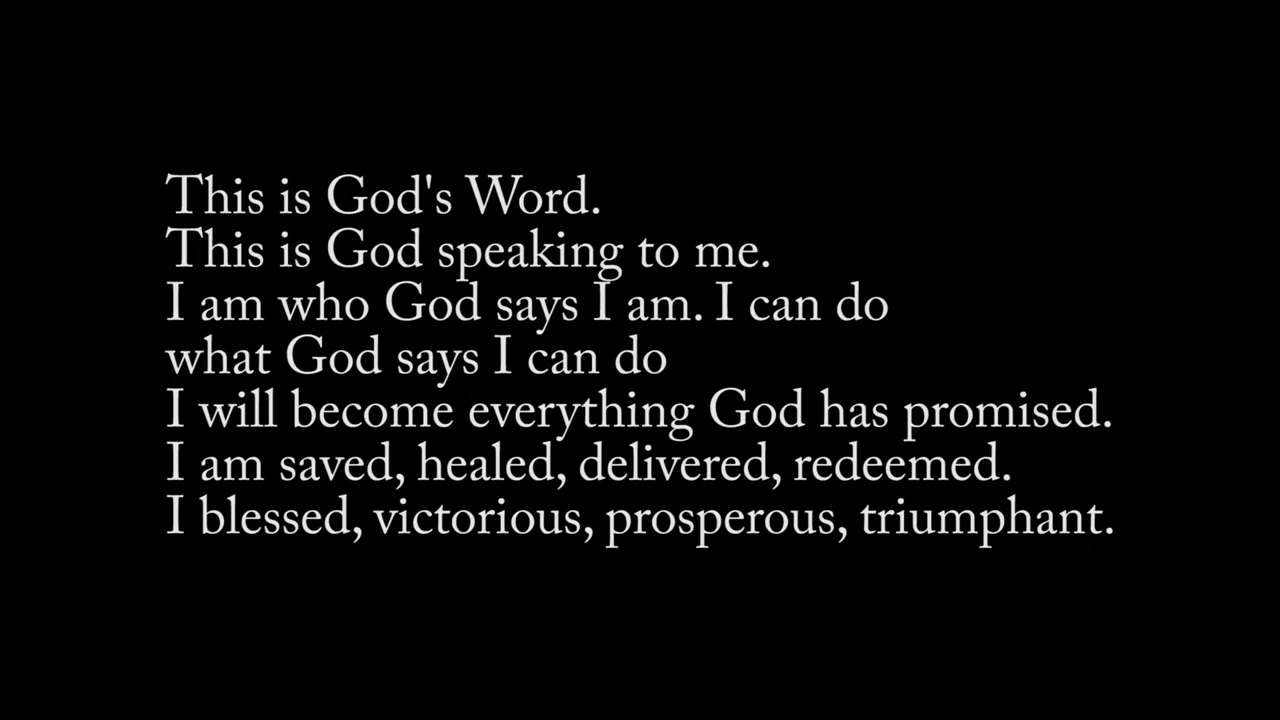 This is God's Word.
This is God speaking to me.
I am who God says I am. I can do
what God says I can do
I will become everything God has promised.
I am saved, healed, delivered, redeemed.
I blessed, victorious, prosperous, triumphant.